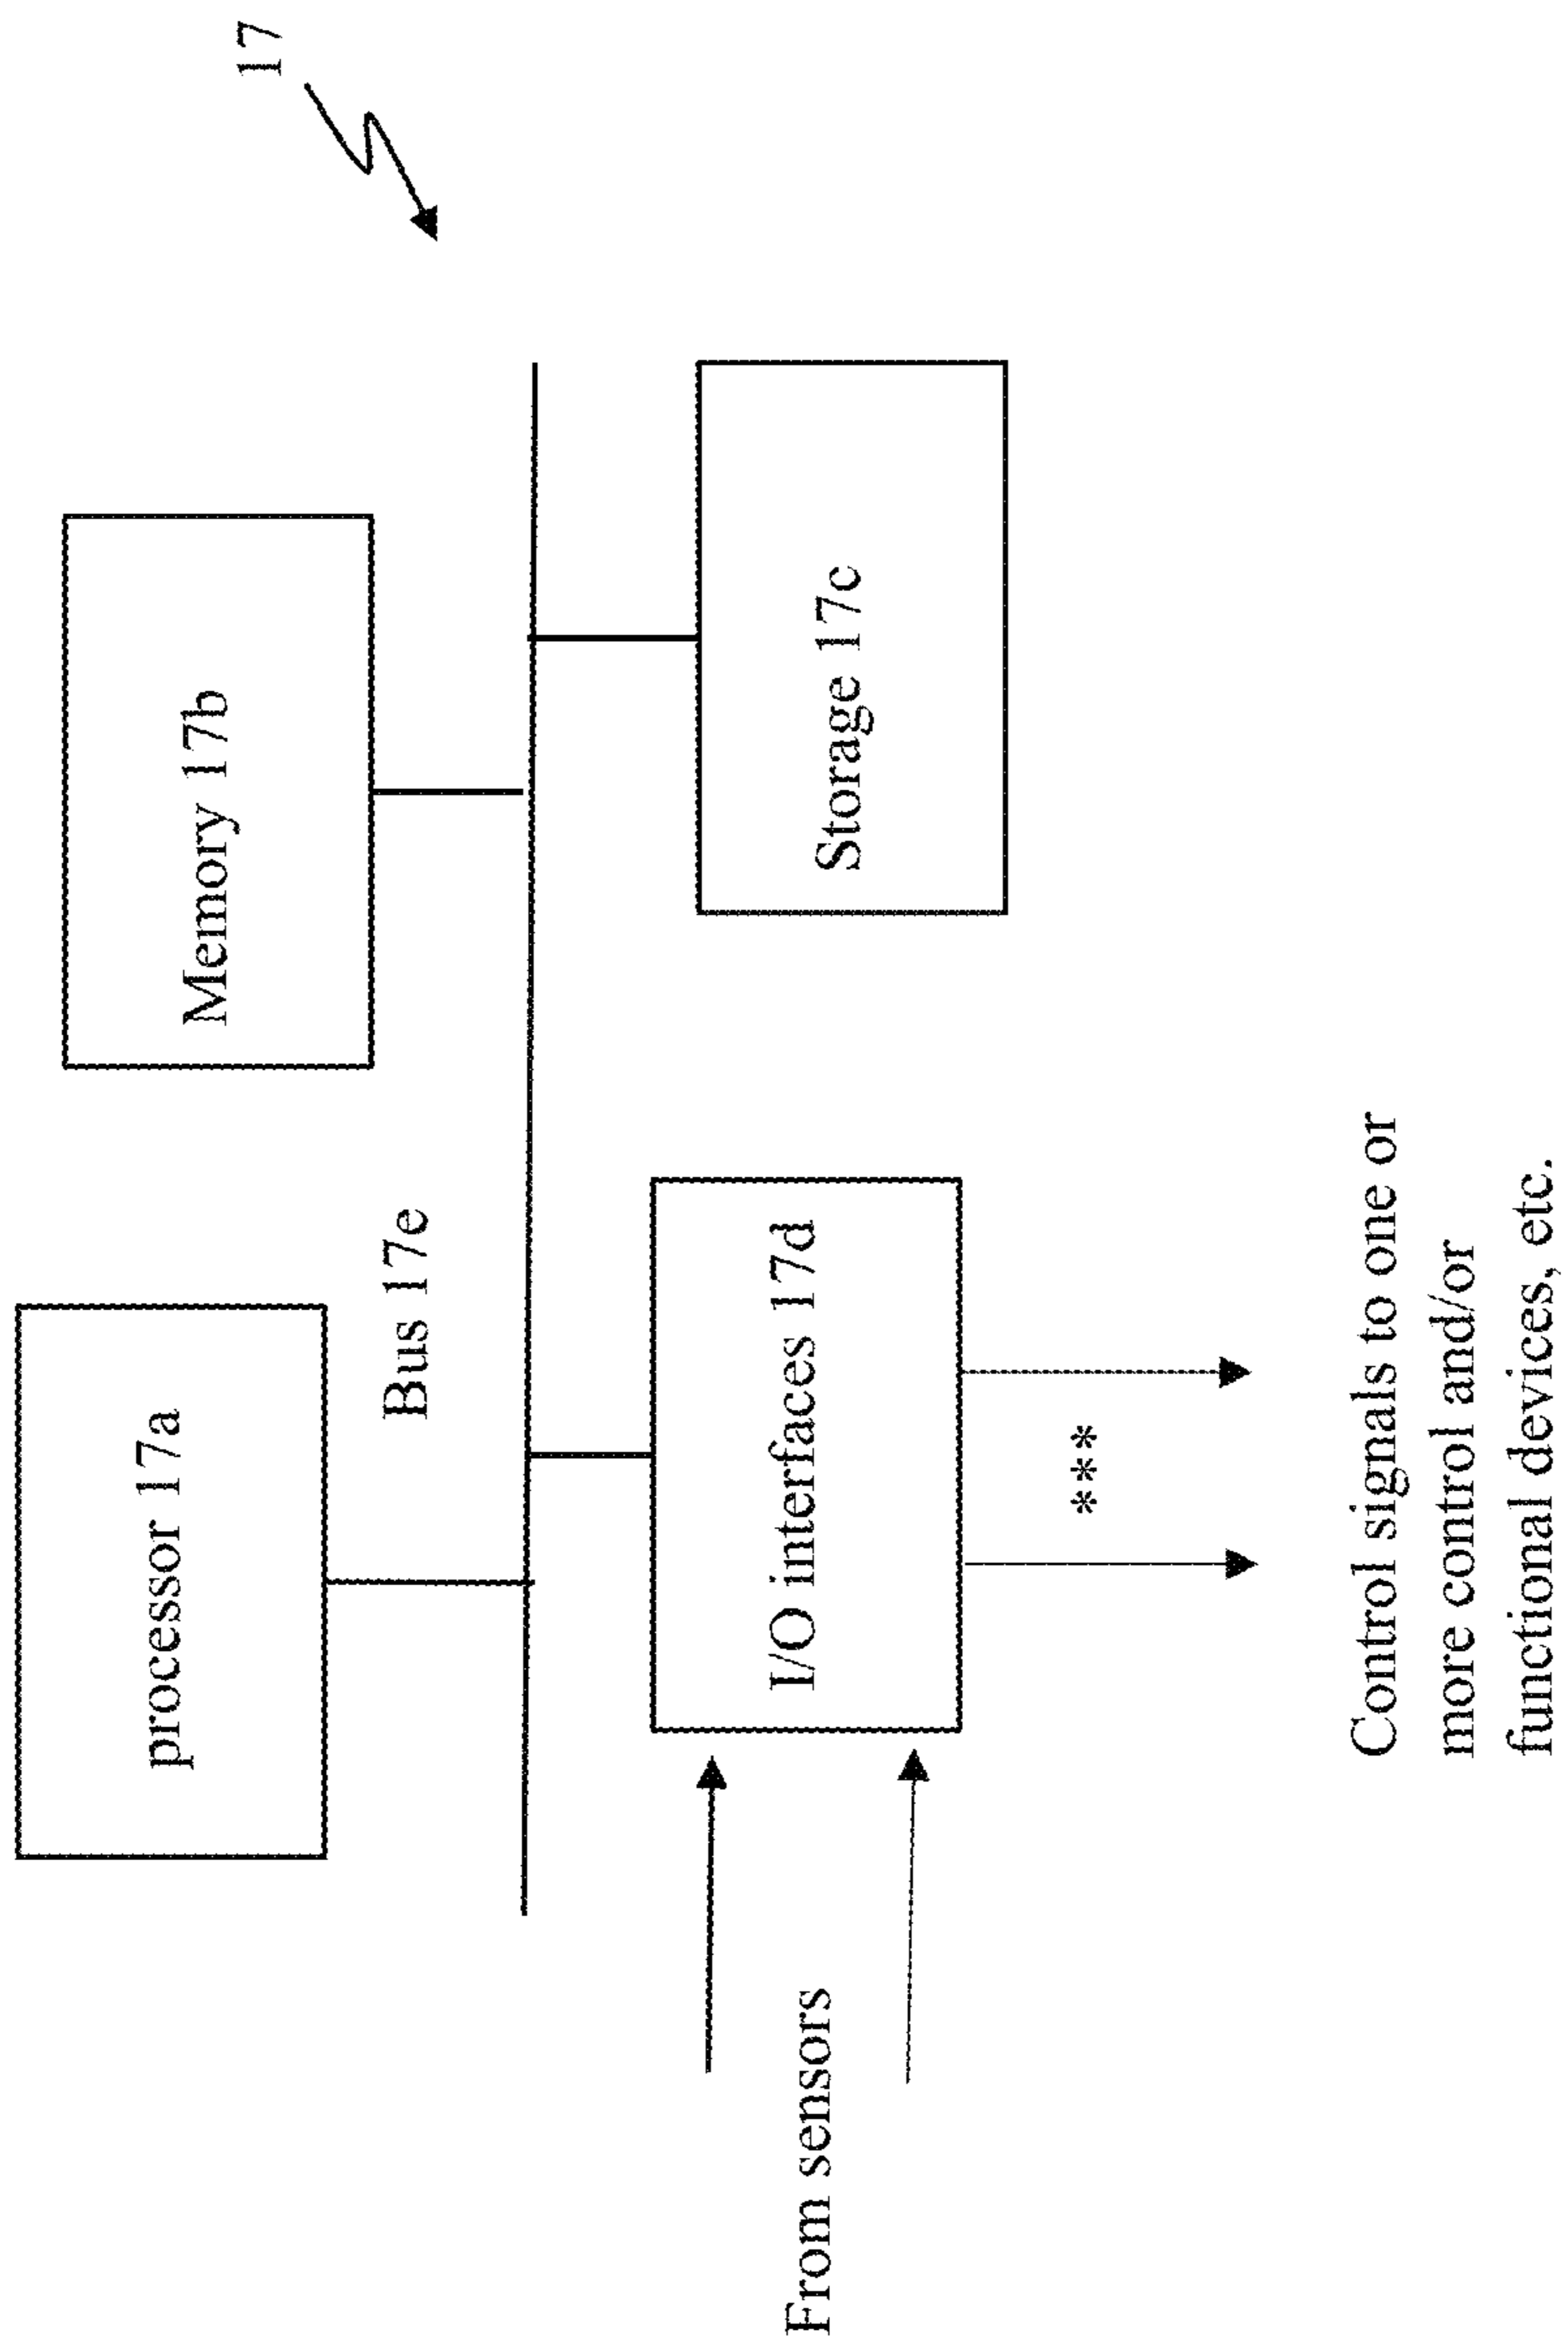 17
processor 17a
Memory 17b
Bus 17e
I/O interfaces 17d
Storage 17c
From sensors
***
Control signals to one or
more control and/or
functional devices, etc.